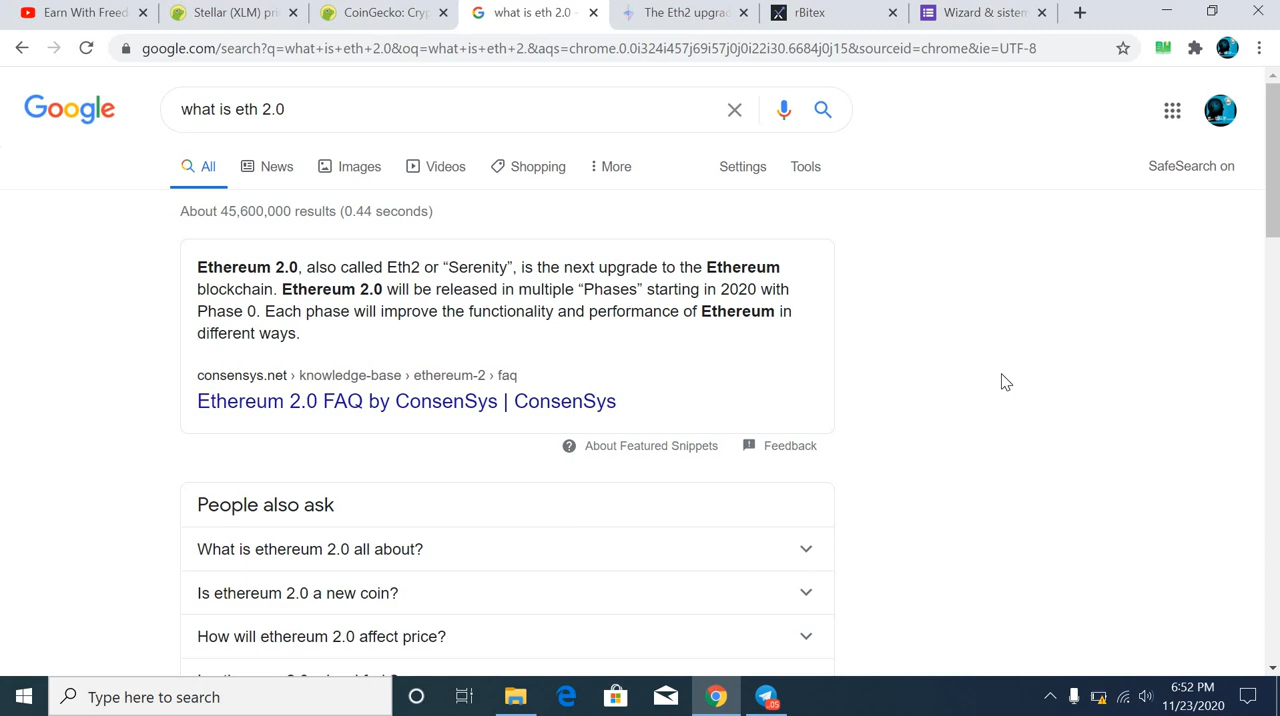 Earn With Freed
Stellar (XLM) pri
CoinGecko: Cryp
what is eth 2.0 -
The Eth2 upgrad
rBitex
Wizard & sisten
google.com/search?q=what+is+eth+2.0&oq=what+is+eth+2.&aqs=chrome.0.0i324i457j69i57j0j0i22i30.6684j0j15&sourceid=chrome&ie=UTF-8
Google
what is eth 2.0
All
News
Images
Videos
Shopping
More
Settings
Tools
SafeSearch on
About 45,600,000 results (0.44 seconds)
Ethereum 2.0, also called Eth2 or “Serenity”, is the next upgrade to the Ethereum
blockchain. Ethereum 2.0 will be released in multiple “Phases” starting in 2020 with
Phase 0. Each phase will improve the functionality and performance of Ethereum in
different ways.
consensys.net › knowledge-base › ethereum-2 › faq
Ethereum 2.0 FAQ by ConsenSys | ConsenSys
About Featured Snippets
Feedback
People also ask
What is ethereum 2.0 all about?
Is ethereum 2.0 a new coin?
How will ethereum 2.0 affect price?
Type here to search
.05
6:52 PM
11/23/2020